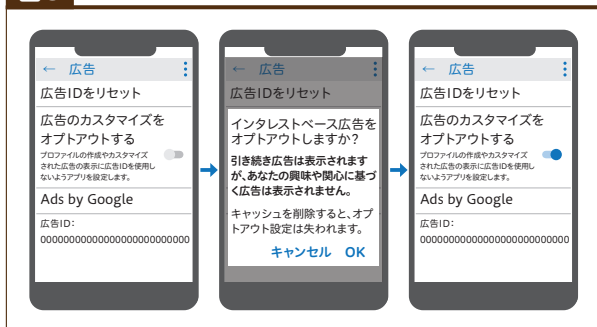 ← 広告
広告IDをリセット
広告のカスタマイズを
オプトアウトする
プロファイルの作成やカスタマイズ
された広告の表示に広告IDを使用し
ないようアプリを設定します。
Ads by Google
広告ID:
0000000000000000000000000
← 広告
広告IDをリセット
インタレストベース広告を
オプトアウトしますか?
引き続き広告は表示されます
が、あなたの興味や関心に基づ
く広告は表示されません。
キャッシュを削除すると、オプ
トアウト設定は失われます。
キャンセル OK
← 広告
広告IDをリセット
広告のカスタマイズを
オプトアウトする
プロファイルの作成やカスタマイズ
された広告の表示に広告IDを使用し
ないようアプリを設定します。
Ads by Google
広告ID:
0000000000000000000000000